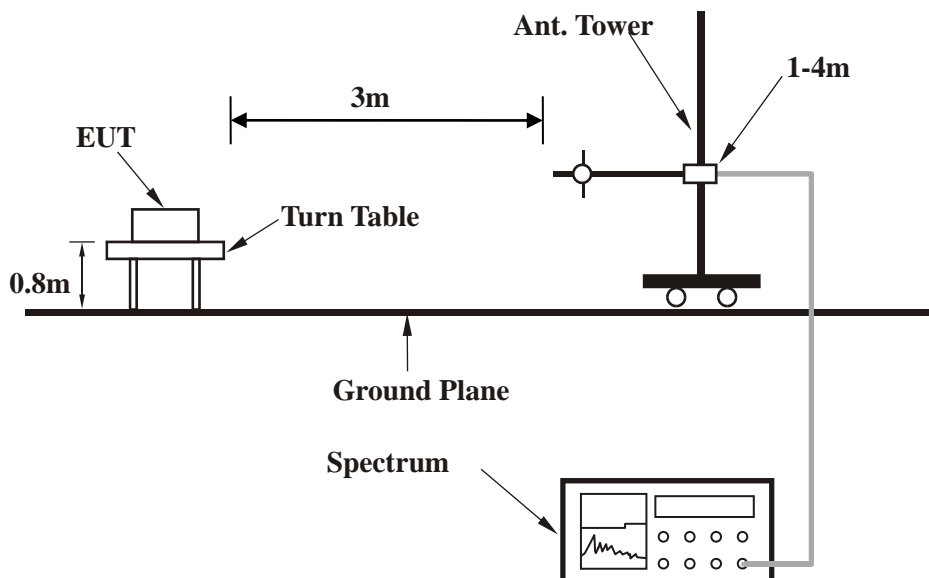 Ant. Tower
1-4m
3m
EUT
Turn Table
0.8m
Ground Plane
Spectrum